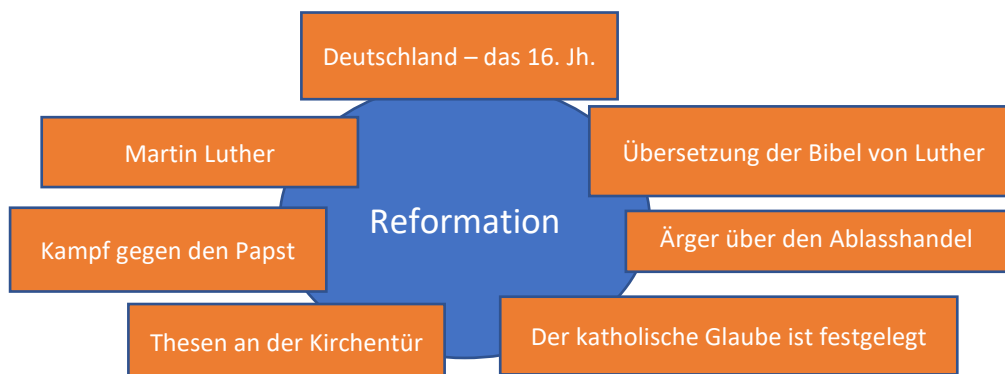 Deutschland – das 16. Jh.
Martin Luther
Übersetzung der Bibel von Luther
Reformation
Ärger über den Ablasshandel
Kampf gegen den Papst
Thesen an der Kirchentür
Der katholische Glaube ist festgelegt